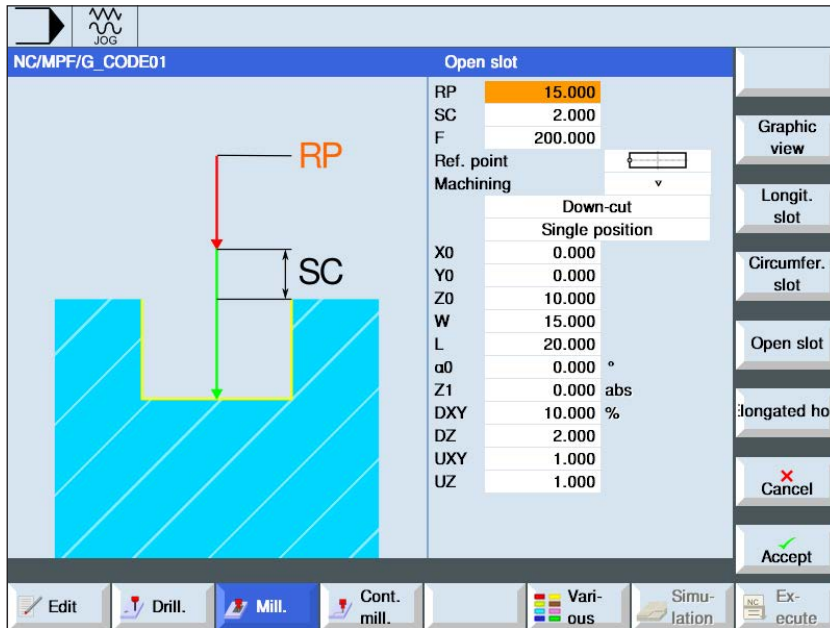 JOG
NC/MPF/G_CODE01
Open slot
RP
SC
RP 15.000
SC 2.000
F 200.000
Ref. point
Machining ▿
Down-cut
Single position
X0 0.000
Y0 0.000
Z0 10.000
W 15.000
L 20.000
α0 0.000 °
Z1 0.000 abs
DXY 10.000 %
DZ 2.000
UXY 1.000
UZ 1.000
Graphic
view
Longit.
slot
Circumfer.
slot
Open slot
longated ho
Cancel
Accept
Edit
Drill.
Mill.
Cont.
mill.
Vari-
ous
Simu-
lation
NC
Ex-
ecute